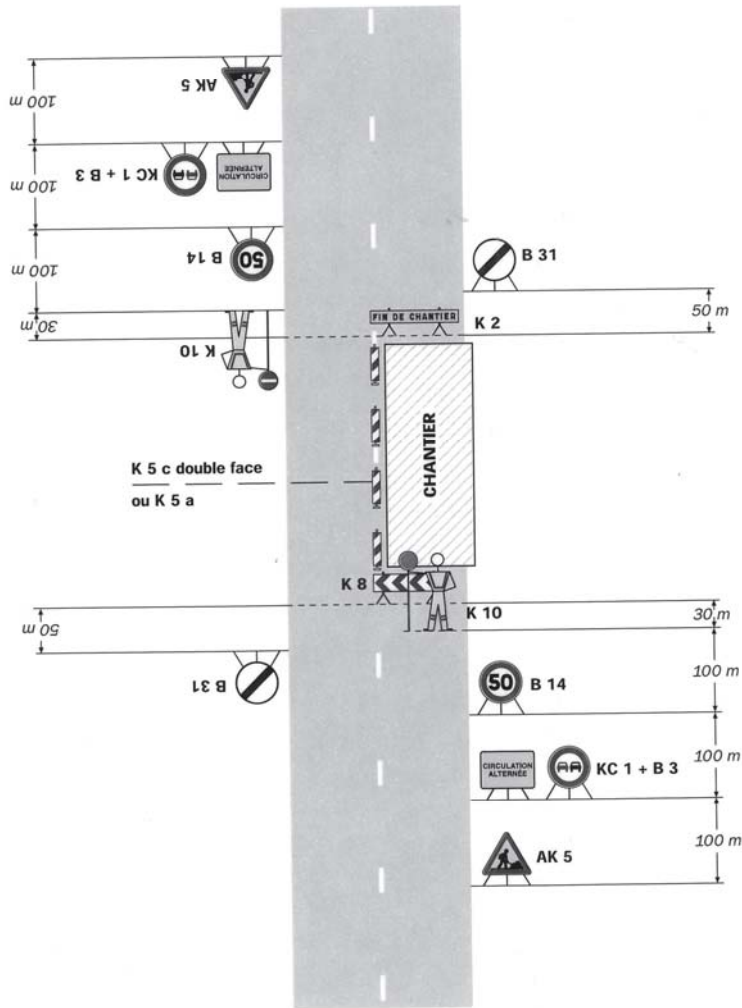 AK 5
100 m
KC 1 + B 3
CIRCULATION
ALTERNÉE
100 m
B 14
50
100 m
B 31
50 m
30 m
FIN DE CHANTIER
K 2
K 10
CHANTIER
K 5 c double face
ou K 5 a
K 8
K 10
30 m
50 m
B 31
100 m
50
B 14
CIRCULATION
ALTERNÉE
KC 1 + B 3
100 m
AK 5
100 m